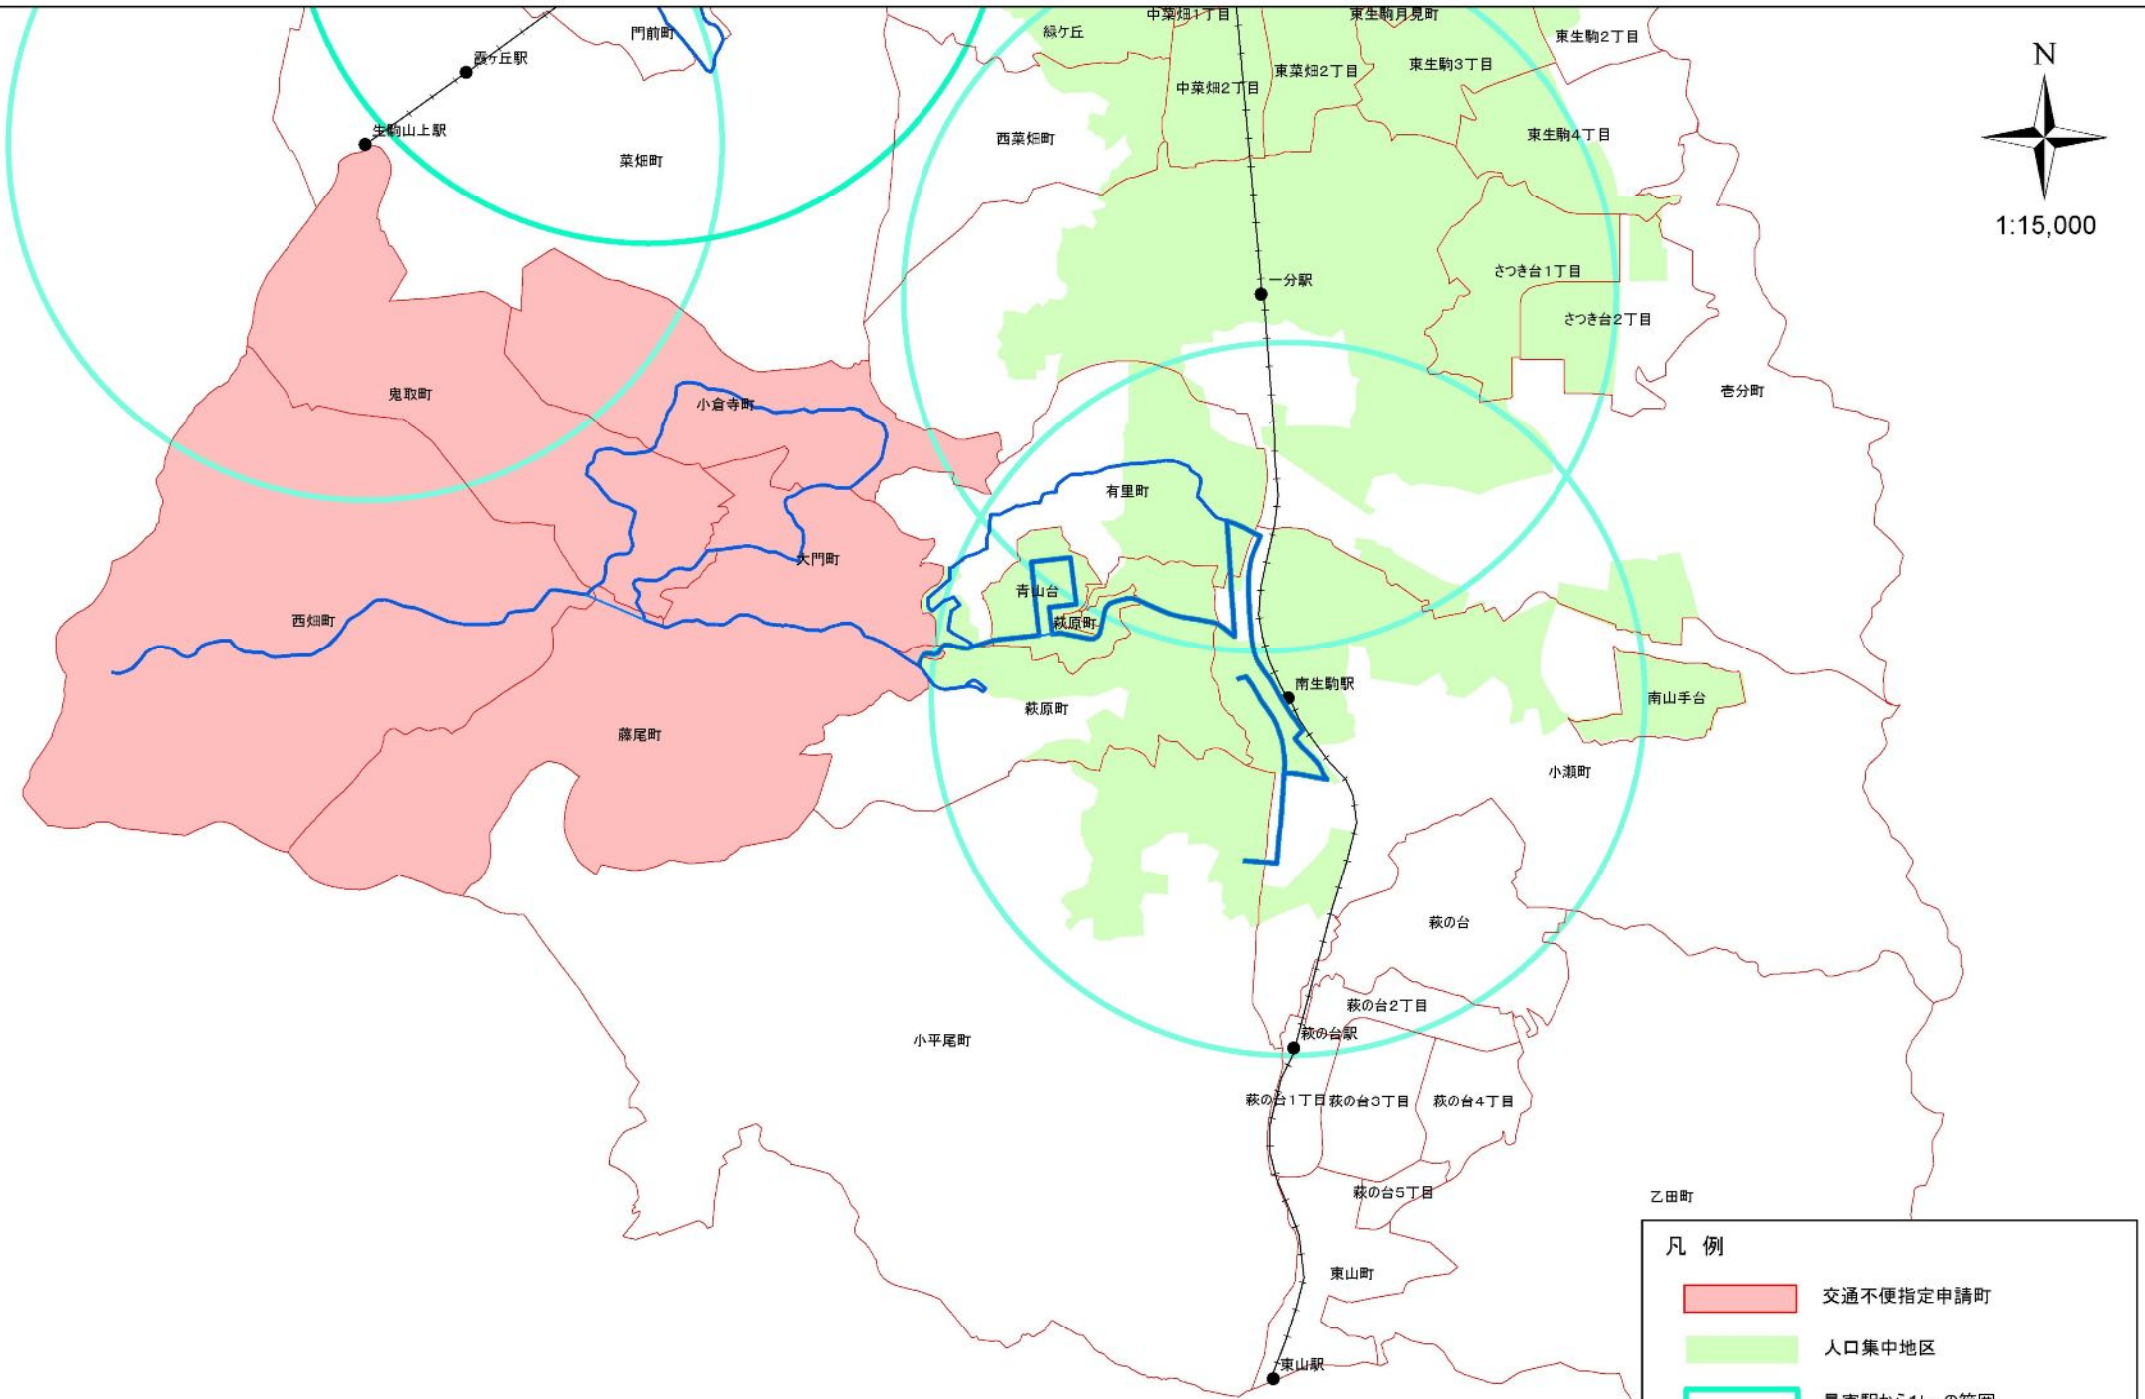 中菜畑1丁目
東生駒月見町
緑ケ丘
門前町
東生駒2丁目
霞ヶ丘駅
東菜畑2丁目
東生駒3丁目
中菜畑2丁目
N
生駒山上駅
西菜畑町
東生駒4丁目
菜畑町
1:15,000
さつき台1丁目
一分駅
さつき台2丁目
鬼取町
小倉寺町
壱分町
有里町
大門町
青山台
西畑町
萩原町
南生駒駅
南山手台
萩原町
藤尾町
小瀬町
萩の台
萩の台2丁目
萩の台駅
小平尾町
萩の台1丁目
萩の台3丁目
萩の台4丁目
萩の台5丁目
乙田町
凡 例
東山町
交通不便指定申請町
人口集中地区
東山駅